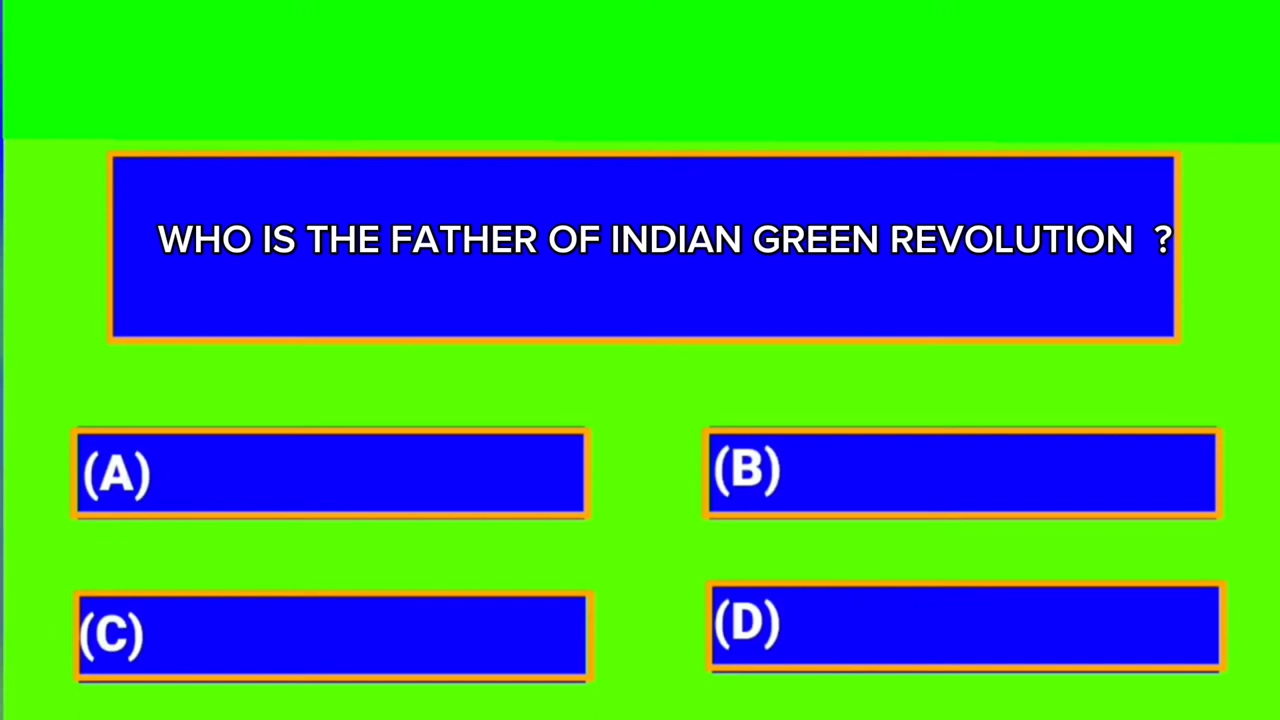 WHO IS THE FATHER OF INDIAN GREEN REVOLUTION ?
(A)
(B)
(C)
(D)